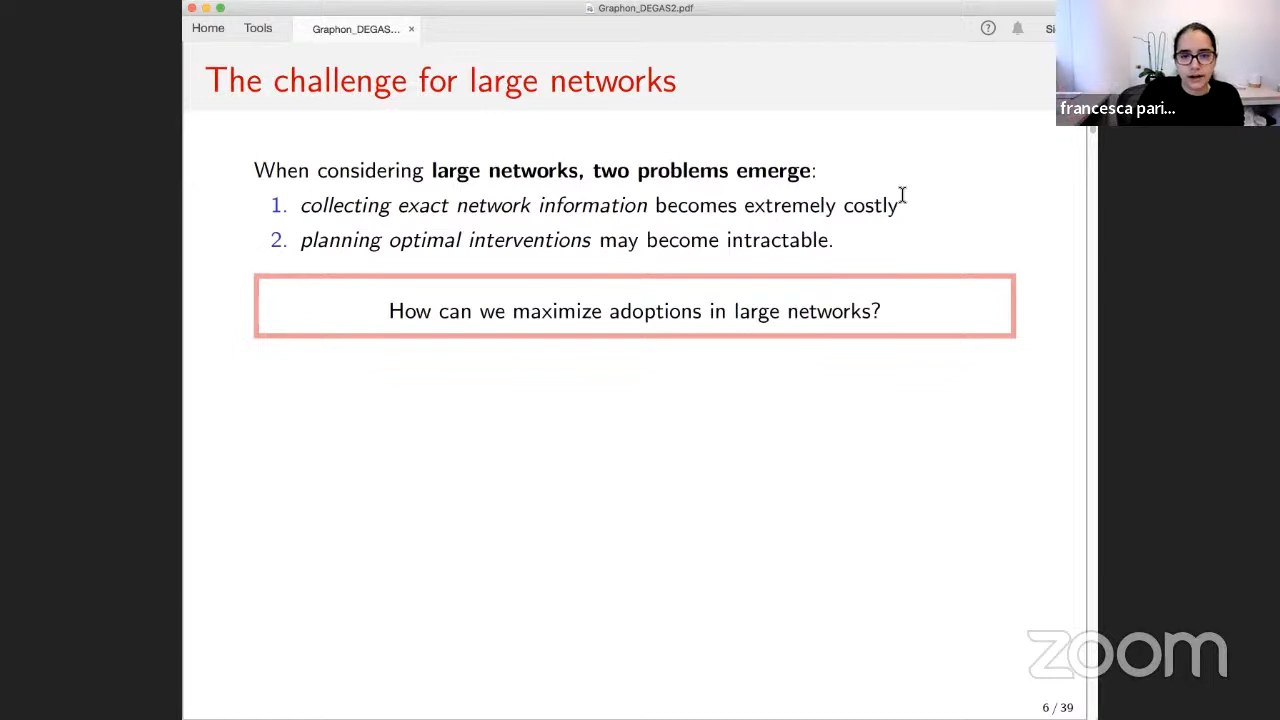 Graphon_DEGAS2.pdf
Home Tools Graphon_DEGAS... × ? Si
The challenge for large networks
francesca pari...
When considering large networks, two problems emerge:
1. collecting exact network information becomes extremely costly
2. planning optimal interventions may become intractable.
How can we maximize adoptions in large networks?
zoom
6 / 39